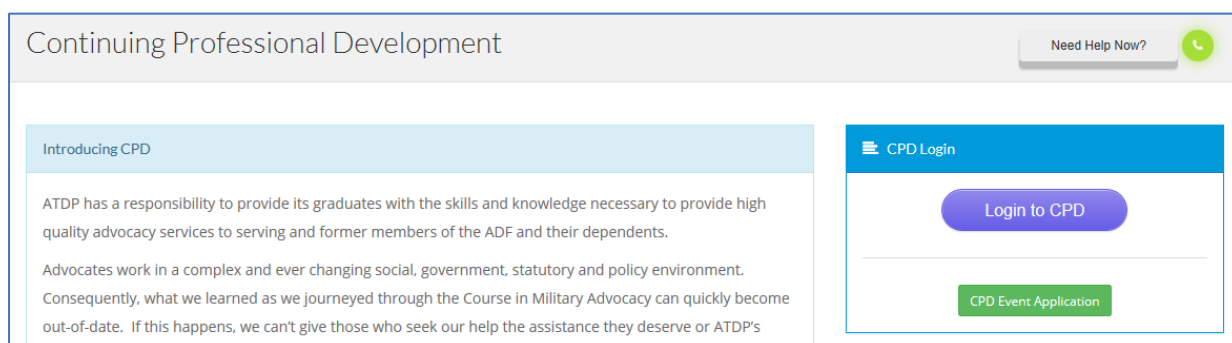 Continuing Professional Development
Need Help Now?
Introducing CPD
ATDP has a responsibility to provide its graduates with the skills and knowledge necessary to provide high
quality advocacy services to serving and former members of the ADF and their dependents.
Advocates work in a complex and ever changing social, government, statutory and policy environment.
Consequently, what we learned as we journeyed through the Course in Military Advocacy can quickly become
out-of-date.  If this happens, we can’t give those who seek our help the assistance they deserve or ATDP’s
CPD Login
Login to CPD
CPD Event Application